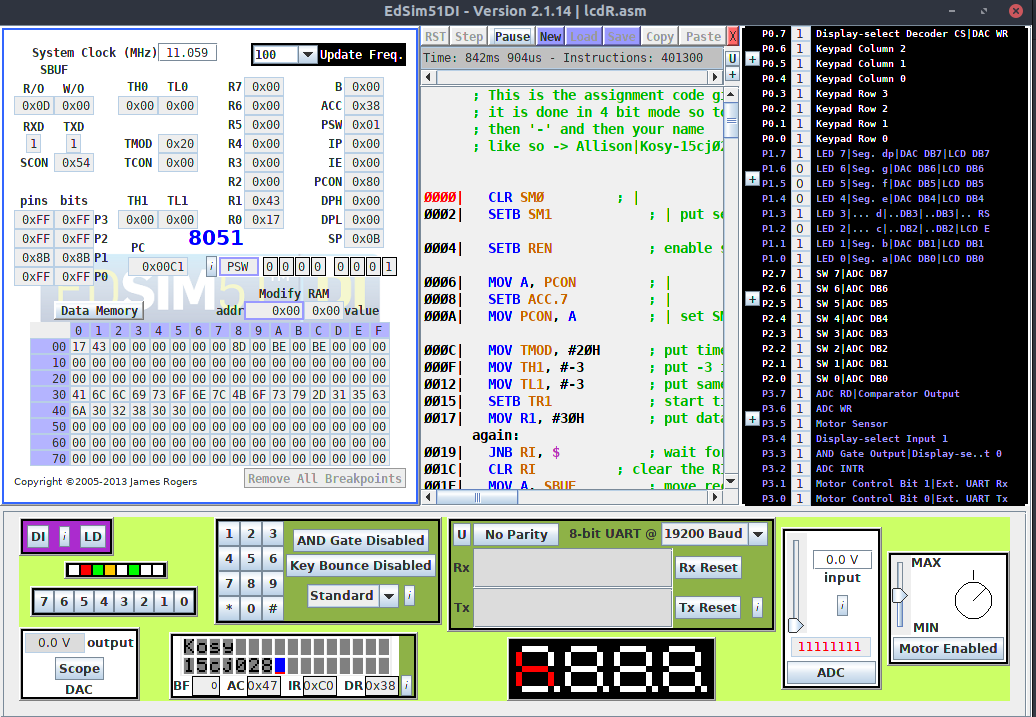 EdSim51DI - Version 2.1.14 | lcdR.asm
System Clock (MHz) 11.059 100 Update Freq.
SBUF
R/O W/O TH0 TL0 R7 0x00 B 0x00
0x0D 0x00 0x00 0x00 R6 0x00 ACC 0x38
RXD TXD R5 0x00 PSW 0x01
1 1 TMOD 0x20 R4 0x00 IP 0x00
SCON 0x54 TCON 0x00 R3 0x00 IE 0x00
R2 0x00 PCON 0x80
pins bits TH1 TL1 R1 0x43 DPH 0x00
0xFF 0xFF P3 0x00 0x00 R0 0x17 DPL 0x00
0xFF 0xFF P2 PC 8051 SP 0x0B
0x8B 0x8B P1 0x00C1 i PSW 0 0 0 0 0 0 0 1
0xFF 0xFF P0
EdSIM51DI
Modify RAM
Data Memory addr 0x00 0x00 value
0 1 2 3 4 5 6 7 8 9 A B C D E F
00 17 43 00 00 00 00 00 00 8D 00 BE 00 BE 00 00 00
10 00 00 00 00 00 00 00 00 00 00 00 00 00 00 00 00
20 00 00 00 00 00 00 00 00 00 00 00 00 00 00 00 00
30 41 6C 6C 69 73 6F 6E 7C 4B 6F 73 79 2D 31 35 63
40 6A 30 32 38 30 30 00 00 00 00 00 00 00 00 00 00
50 00 00 00 00 00 00 00 00 00 00 00 00 00 00 00 00
60 00 00 00 00 00 00 00 00 00 00 00 00 00 00 00 00
70 00 00 00 00 00 00 00 00 00 00 00 00 00 00 00 00
Copyright ©2005-2013 James Rogers Remove All Breakpoints
RST Step Pause New Load Save Copy Paste X
Time: 842ms 904us - Instructions: 401300 U
+
; This is the assignment code gi
; it is done in 4 bit mode so to
; then '-' and then your name
; like so -> Allison|Kosy-15cj02
0000| CLR SM0 ; |
0002| SETB SM1 ; | put se
0004| SETB REN ; enable s
0006| MOV A, PCON ; |
0008| SETB ACC.7 ; |
000A| MOV PCON, A ; | set SM
000C| MOV TMOD, #20H ; put time
000F| MOV TH1, #-3 ; put -3 i
0012| MOV TL1, #-3 ; put same
0015| SETB TR1 ; start ti
0017| MOV R1, #30H ; put data
again:
0019| JNB RI, $ ; wait for
001C| CLR RI ; clear the R
001E| MOV A, SBUF ; move rec
P0.7 1 Display-select Decoder CS|DAC WR
P0.6 1 Keypad Column 2
P0.5 1 Keypad Column 1
P0.4 1 Keypad Column 0
P0.3 1 Keypad Row 3
P0.2 1 Keypad Row 2
P0.1 1 Keypad Row 1
P0.0 1 Keypad Row 0
P1.7 1 LED 7|Seg. dp|DAC DB7|LCD DB7
P1.6 0 LED 6|Seg. g|DAC DB6|LCD DB6
P1.5 0 LED 5|Seg. f|DAC DB5|LCD DB5
P1.4 0 LED 4|Seg. e|DAC DB4|LCD DB4
P1.3 1 LED 3|... d|..DB3|..DB3|.. RS
P1.2 0 LED 2|... c|..DB2|..DB2|LCD E
P1.1 1 LED 1|Seg. b|DAC DB1|LCD DB1
P1.0 1 LED 0|Seg. a|DAC DB0|LCD DB0
P2.7 1 SW 7|ADC DB7
P2.6 1 SW 6|ADC DB6
P2.5 1 SW 5|ADC DB5
P2.4 1 SW 4|ADC DB4
P2.3 1 SW 3|ADC DB3
P2.2 1 SW 2|ADC DB2
P2.1 1 SW 1|ADC DB1
P2.0 1 SW 0|ADC DB0
P3.7 1 ADC RD|Comparator Output
P3.6 1 ADC WR
P3.5 1 Motor Sensor
P3.4 1 Display-select Input 1
P3.3 1 AND Gate Output|Display-se..t 0
P3.2 1 ADC INTR
P3.1 1 Motor Control Bit 1|Ext. UART Rx
P3.0 1 Motor Control Bit 0|Ext. UART Tx
DI i LD
7 6 5 4 3 2 1 0
0.0 V output
Scope
DAC
1 2 3
4 5 6
7 8 9
* 0 #
AND Gate Disabled
Key Bounce Disabled
Standard i
Kosy
15cj028
BF 0 AC 0x47 IR 0xC0 DR 0x38 i
U No Parity 8-bit UART @ 19200 Baud
Rx Rx Reset
Tx Tx Reset i
0.0 V
input
i
11111111
ADC
MAX
MIN
Motor Enabled